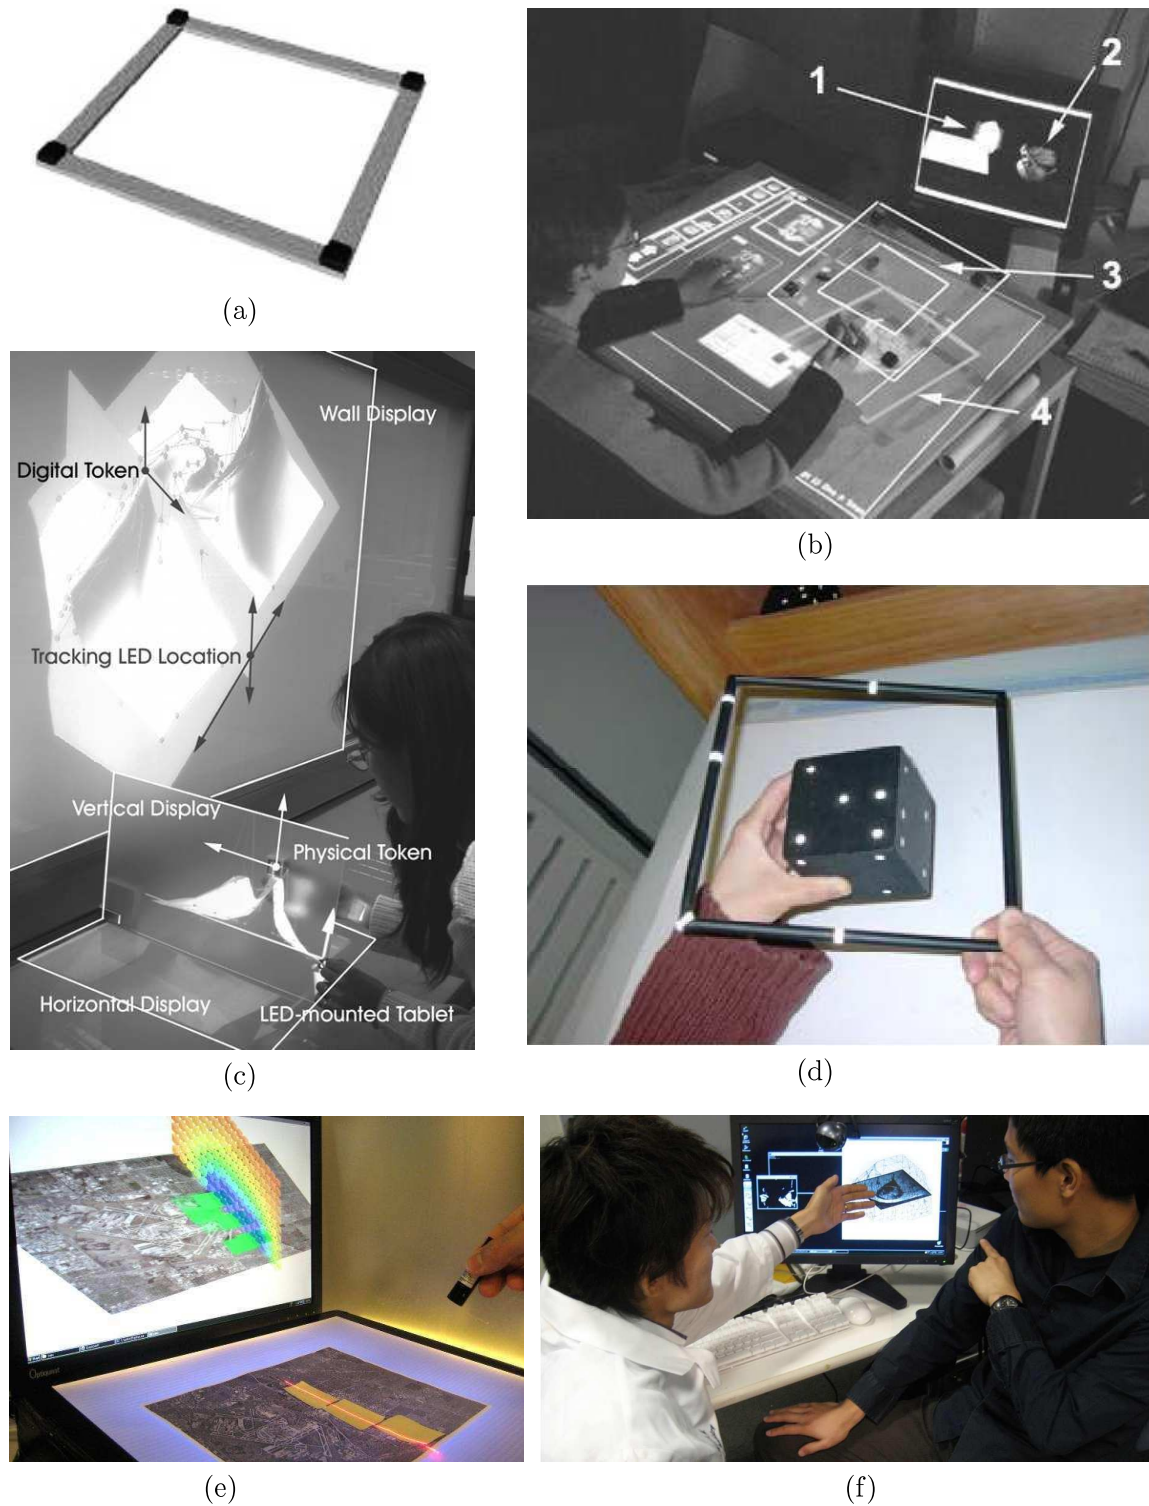 (a)
1
2
3
4
(b)
Wall Display
Digital Token
Tracking LED Location
Vertical Display
Physical Token
Horizontal Display
LED-mounted Tablet
(c)
(d)
Optiquest
(e)
(f)